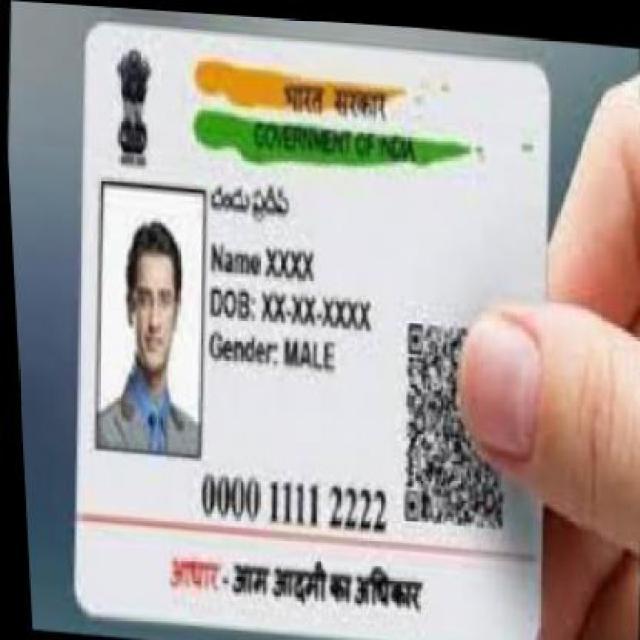 भारत सरकार
GOVERNMENT OF INDIA
Name XXXX
DOB: XX-XX-XXXX
Gender: MALE
0000 1111 2222
आधार - आम आदमी का अधिकार